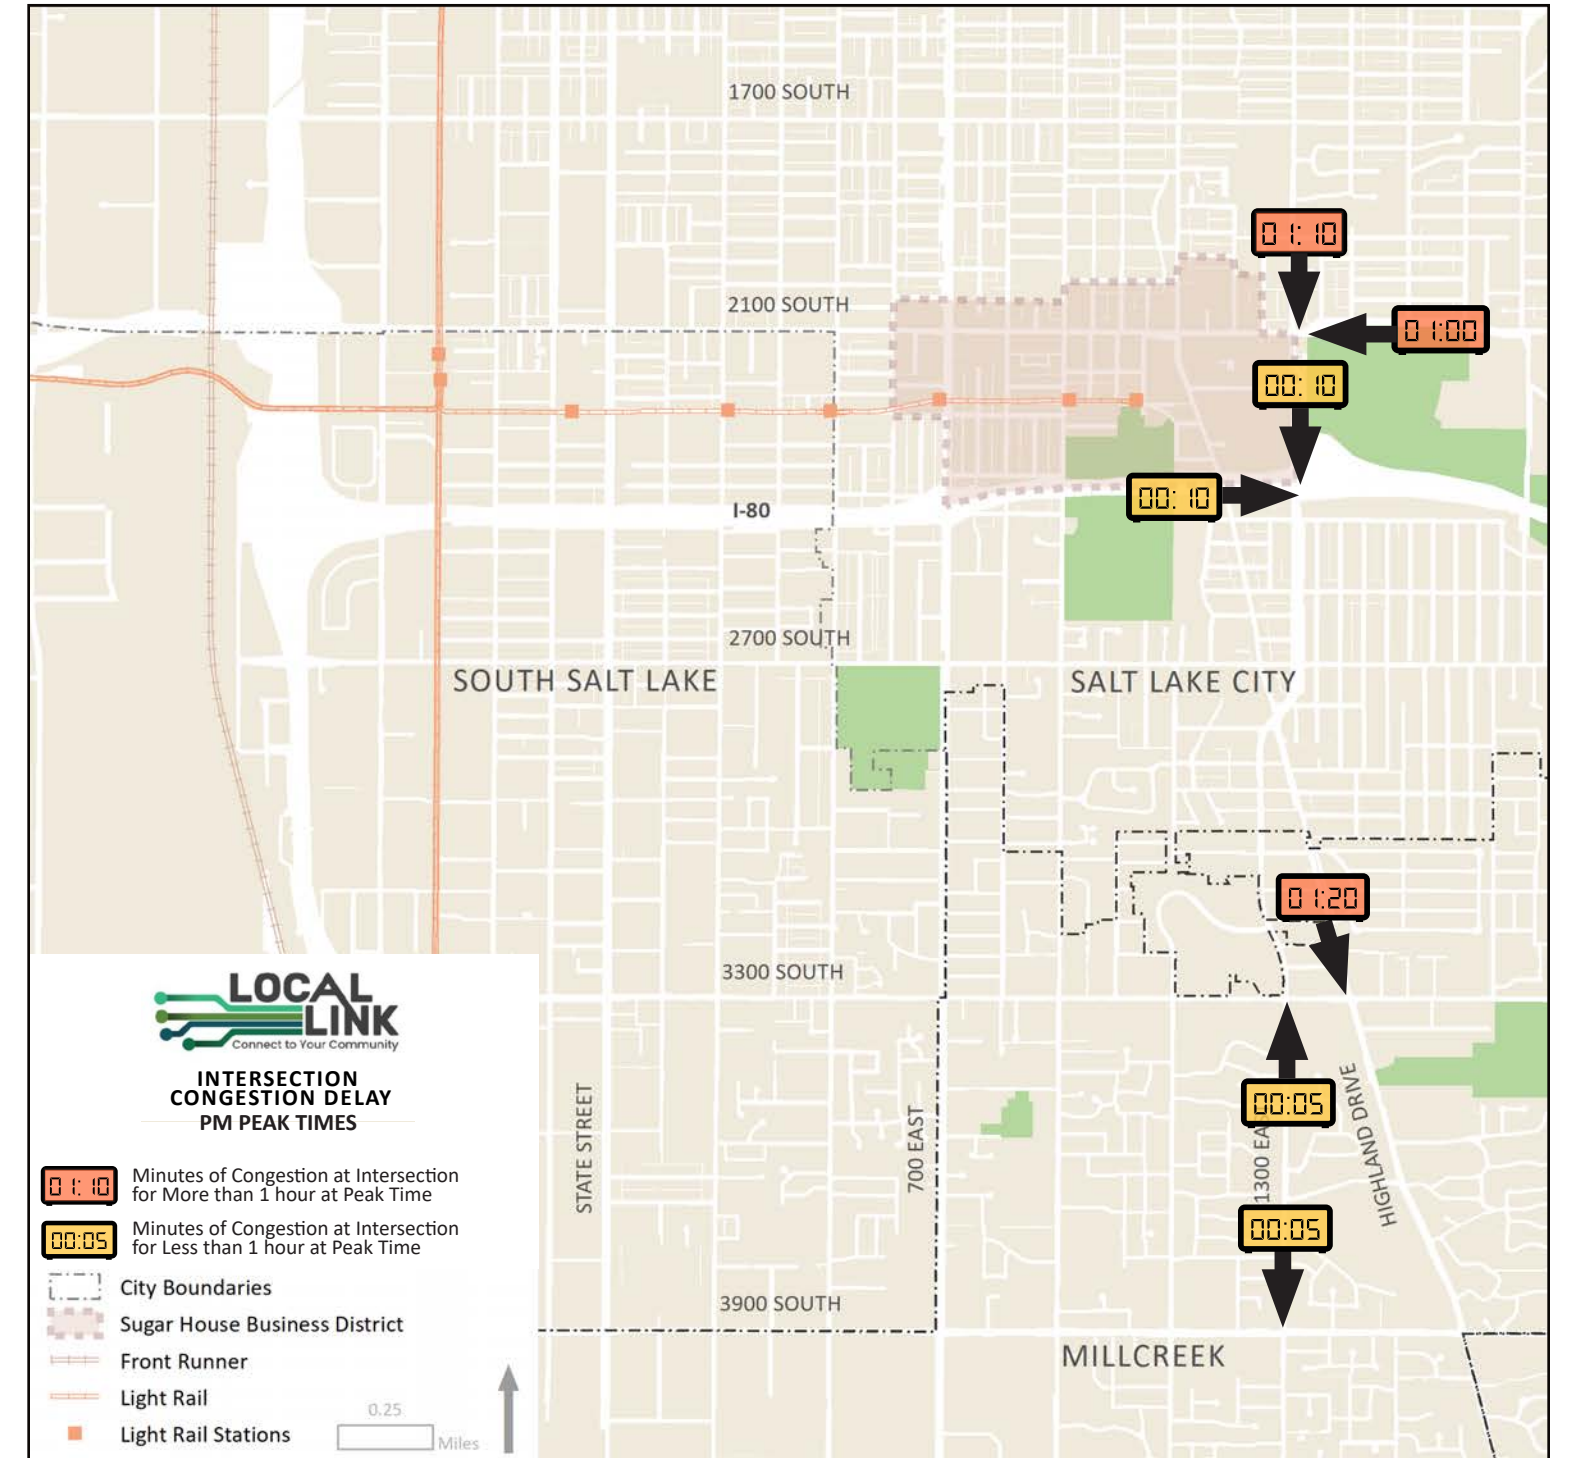 1700 SOUTH
01:10
2100 SOUTH
01:00
00:10
00:10
I-80
2700 SOUTH
SOUTH SALT LAKE
SALT LAKE CITY
01:20
3300 SOUTH
LOCAL
LINK
Connect to Your Community
INTERSECTION
CONGESTION DELAY
PM PEAK TIMES
STATE STREET
700 EAST
1300 EA
HIGHLAND DRIVE
00:05
00:05
01:10
Minutes of Congestion at Intersection
for More than 1 hour at Peak Time
00:05
Minutes of Congestion at Intersection
for Less than 1 hour at Peak Time
City Boundaries
Sugar House Business District
Front Runner
Light Rail
Light Rail Stations
0.25
Miles
3900 SOUTH
MILLCREEK